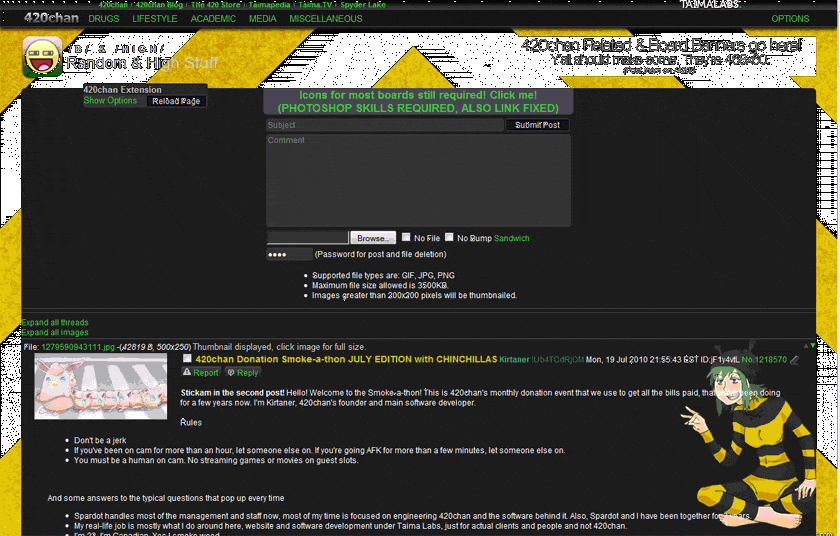 420chan | 420chan Blog | The 420 Store | Taimapedia | Taima.TV | Spyder Lake
TAIMALABS
420chan DRUGS LIFESTYLE ACADEMIC MEDIA MISCELLANEOUS OPTIONS
Random & High Stuff
420chan Related & Board Banners go here!
Y'all should make some, they're 468x60.
420chan Extension
Show Options Reload Page
Icons for most boards still required! Click me!
(PHOTOSHOP SKILLS REQUIRED, ALSO LINK FIXED)
Subject Submit Post
Comment
Browse... No File No Bump Sandwich
•••• (Password for post and file deletion)
• Supported file types are: GIF, JPG, PNG
• Maximum file size allowed is 3500KB.
• Images greater than 200x200 pixels will be thumbnailed.
Expand all threads
Expand all images
File: 1279590943111.jpg -(42819 B, 500x250) Thumbnail displayed, click image for full size.
420chan Donation Smoke-a-thon JULY EDITION with CHINCHILLAS Kirtaner Mon, 19 Jul 2010 21:55:43 EST No.1218570
Report Reply
Stickam in the second post! Hello! Welcome to the Smoke-a-thon! This is 420chan's monthly donation event that we use to get all the bills paid, been doing
for a few years now. I'm Kirtaner, 420chan's founder and main software developer.
Rules
• Don't be a jerk
• If you've been on cam for more than an hour, let someone else on. If you're going AFK for more than a few minutes, let someone else on.
• You must be a human on cam. No streaming games or movies on guest slots.
And some answers to the typical questions that pop up every time
• Spardot handles most of the management and staff now, most of my time is focused on engineering 420chan and the software behind it. Also, Spardot and I have been together for years.
• My real-life job is mostly what I do around here, website and software development under Taima Labs, just for actual clients and people and not 420chan.